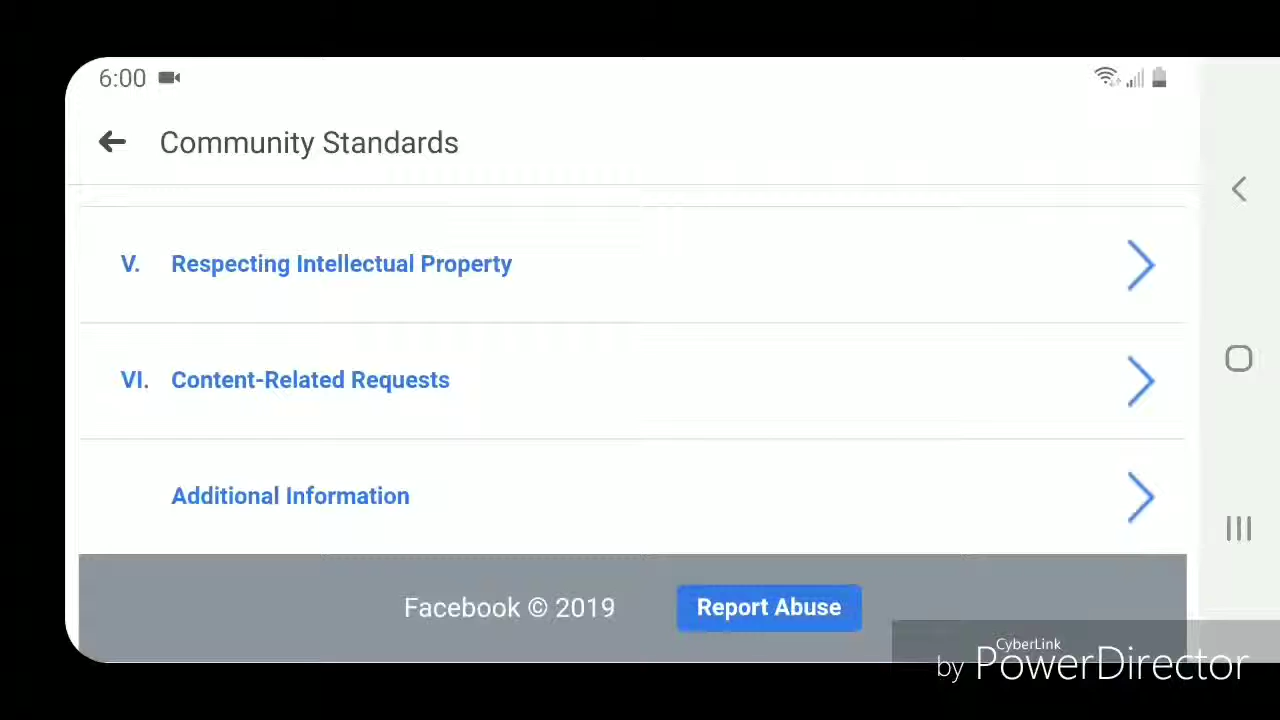 6:00
Community Standards
V. Respecting Intellectual Property
VI. Content-Related Requests
Additional Information
Facebook © 2019 Report Abuse
CyberLink
by PowerDirector